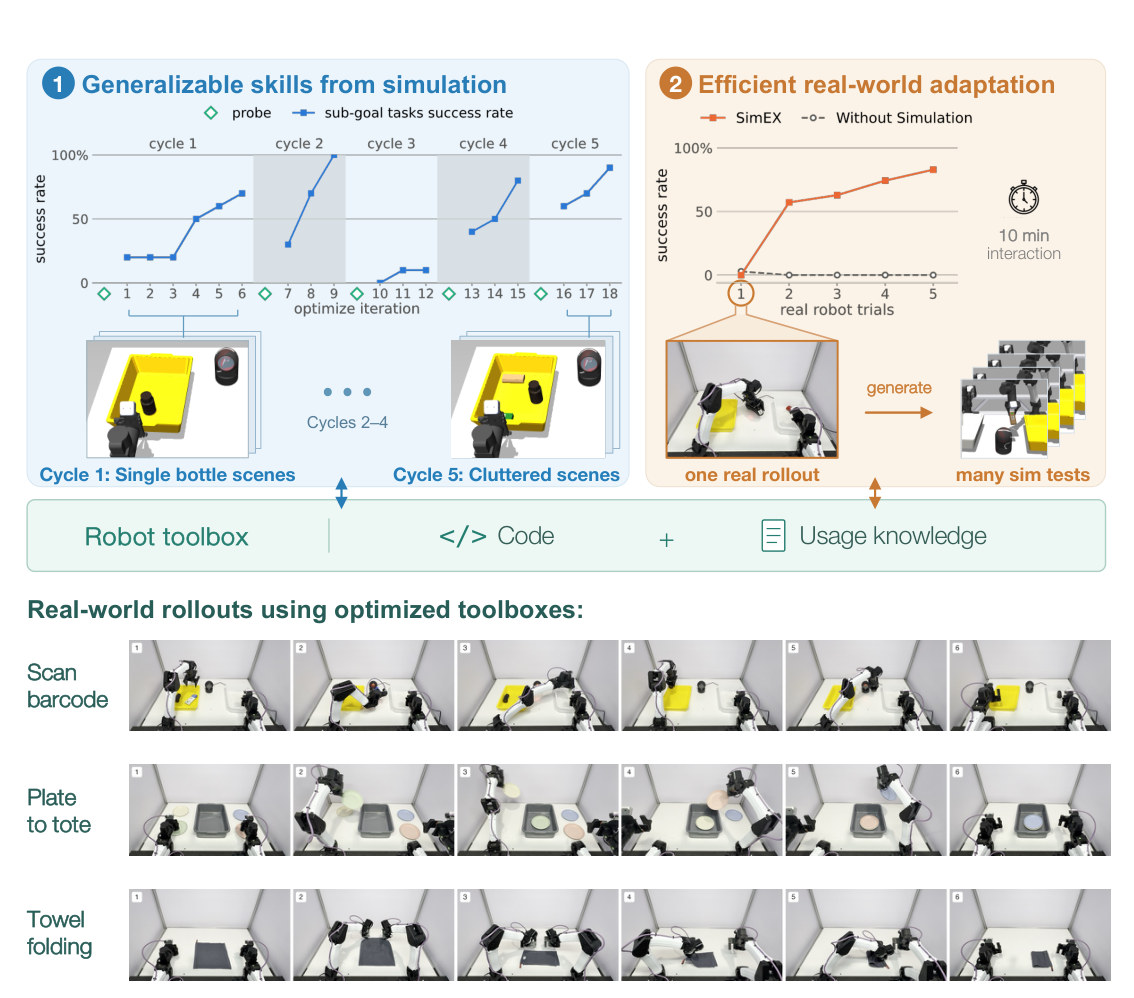 1 Generalizable skills from simulation
probe
sub-goal tasks success rate
cycle 1
cycle 2
cycle 3
cycle 4
cycle 5
100%
50
0
success rate
1 2 3 4 5 6 7 8 9 10 11 12 13 14 15 16 17 18
optimize iteration
Cycles 2–4
Cycle 1: Single bottle scenes
Cycle 5: Cluttered scenes
2 Efficient real-world adaptation
SimEX
Without Simulation
100%
50
0
success rate
1 2 3 4 5
real robot trials
10 min
interaction
generate
one real rollout
many sim tests
Robot toolbox
</> Code
+
Usage knowledge
Real-world rollouts using optimized toolboxes:
Scan
barcode
1 2 3 4 5 6
Plate
to tote
1 2 3 4 5 6
Towel
folding
1 2 3 4 5 6